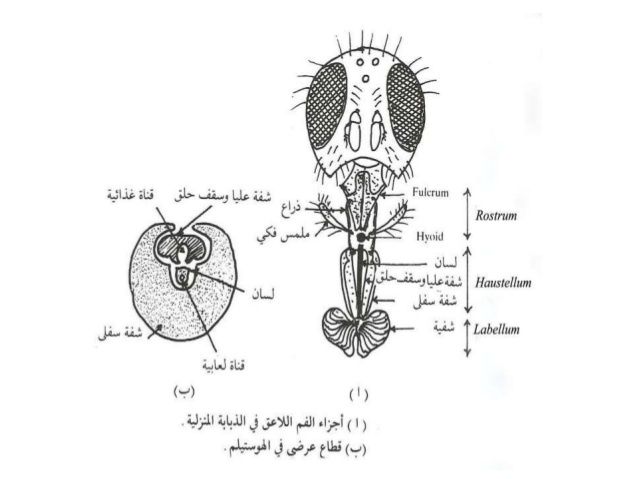 Fulcrum
ذراع
Rostrum
ملمس فكي
Hyoid
لسان
شفة عليا وسقف حلق
Haustellum
شفة سفلى
شفية
Labellum
(أ)
شفة عليا وسقف حلق
قناة غذائية
لسان
شفة سفلى
قناة لعابية
(ب)
(أ) أجزاء الفم اللاعق في الذبابة المنزلية .
(ب) قطاع عرضى في الهوستيلم .